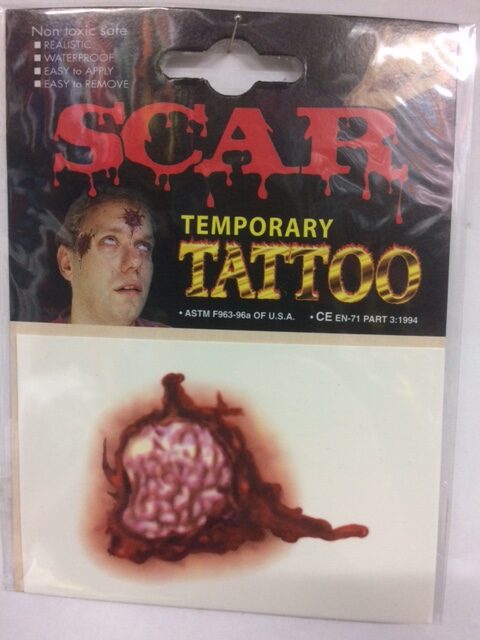 Non toxic safe
■ REALISTIC
■ WATERPROOF
■ EASY to APPLY
■ EASY to REMOVE
SCAR
TEMPORARY
TATTOO
• ASTM F963-96a OF U.S.A. • CE EN-71 PART 3:1994